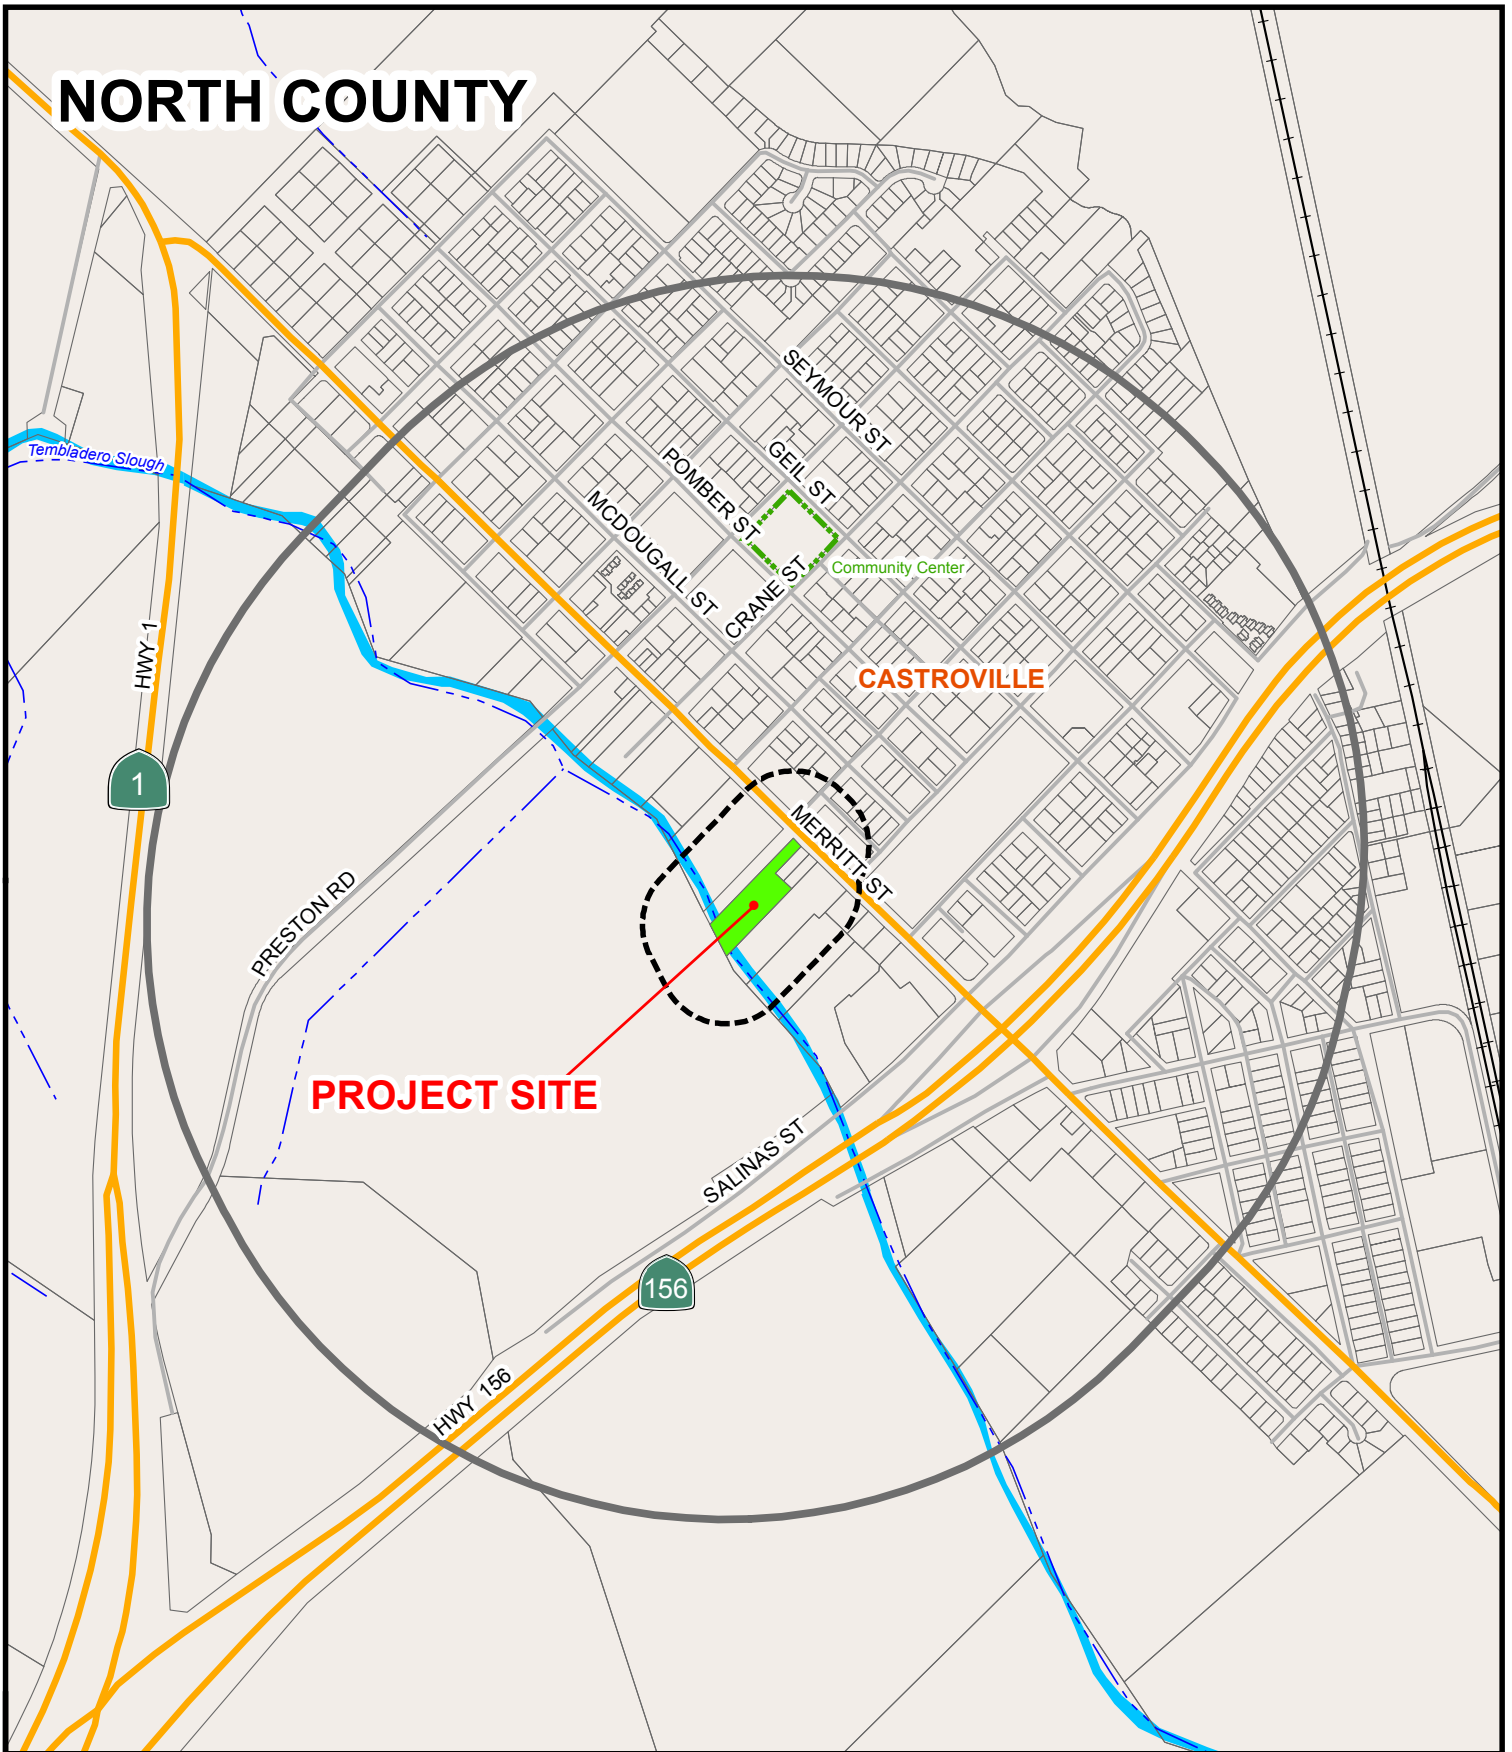 NORTH COUNTY
SEYMOUR ST
GEIL ST
POMBER ST
Tembladero Slough
MCDOUGALL ST
CRANE ST
Community Center
HWY 1
CASTROVILLE
1
MERRITT ST
PRESTON RD
PROJECT SITE
SALINAS ST
156
HWY 156